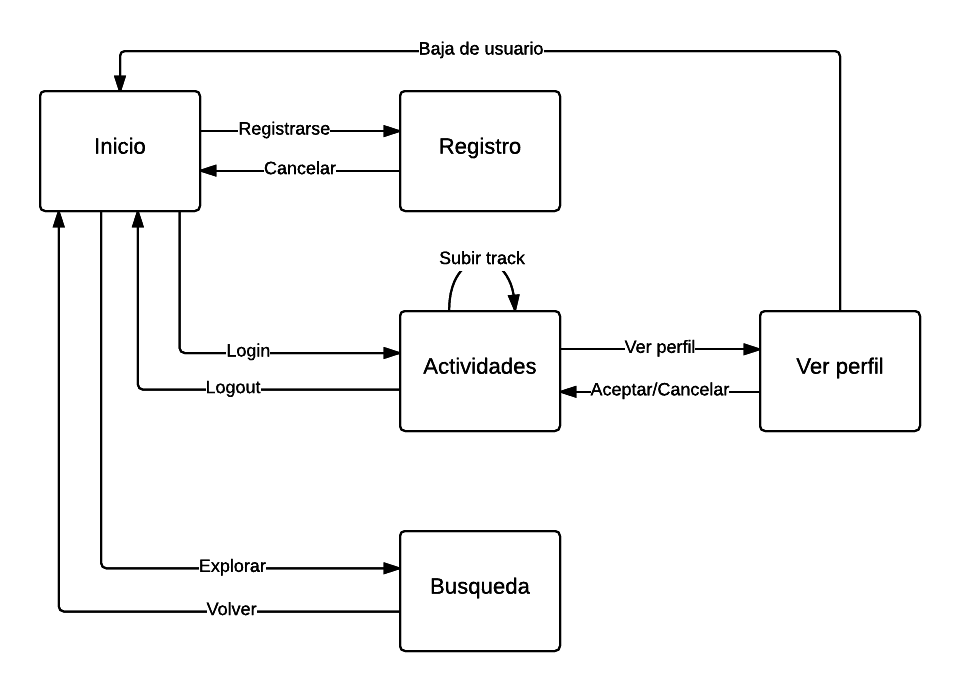 Baja de usuario
Inicio
Registrarse
Registro
Cancelar
Subir track
Login
Actividades
Ver perfil
Ver perfil
Logout
Aceptar/Cancelar
Explorar
Busqueda
Volver